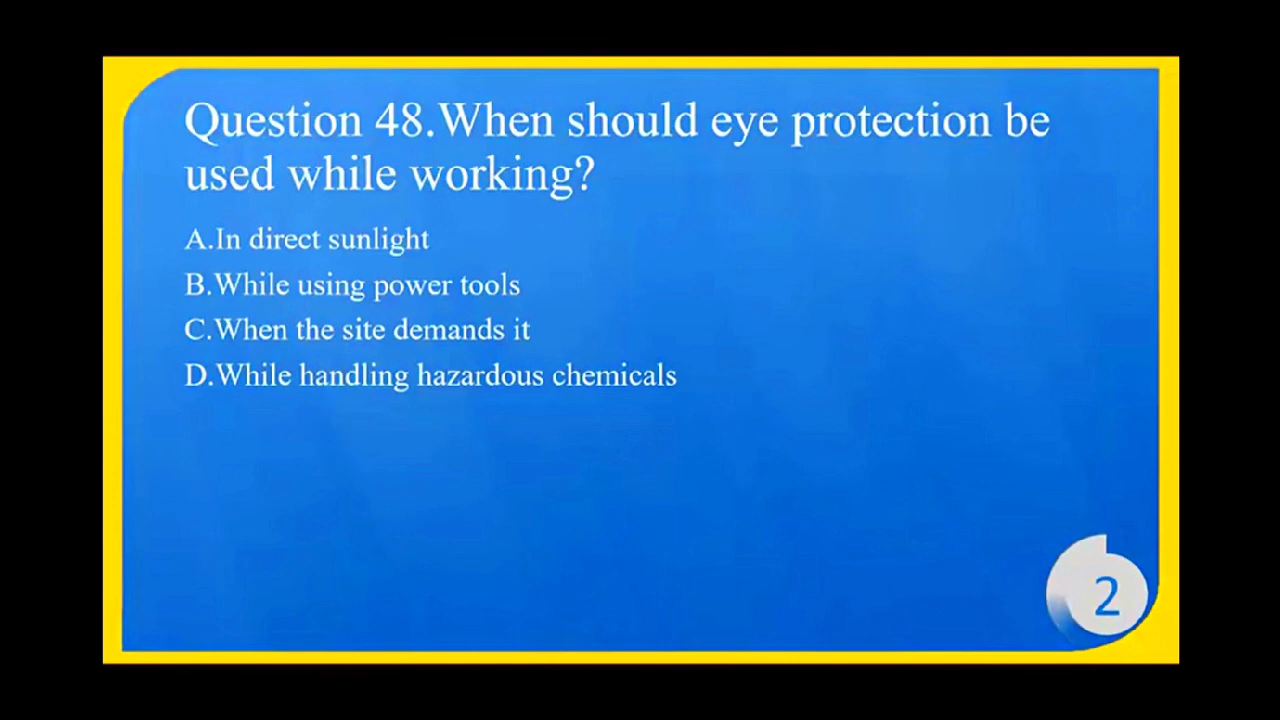 Question 48.When should eye protection be
used while working?
A.In direct sunlight
B.While using power tools
C.When the site demands it
D.While handling hazardous chemicals
2